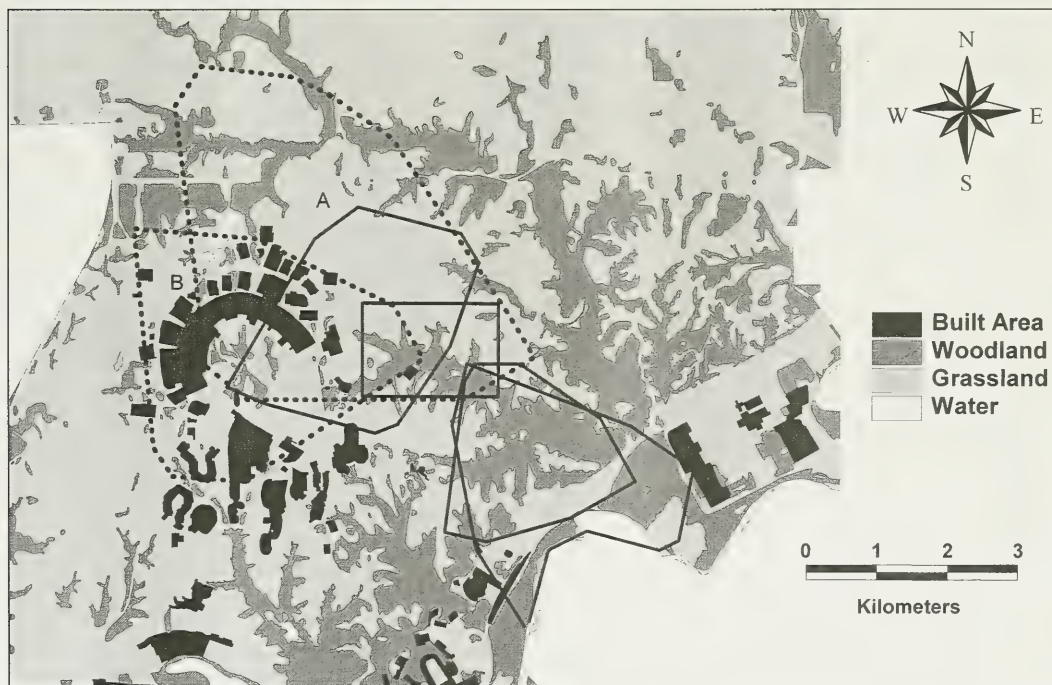 N
W E
S
A
B
Built Area
Woodland
Grassland
Water
0 1 2 3
Kilometers